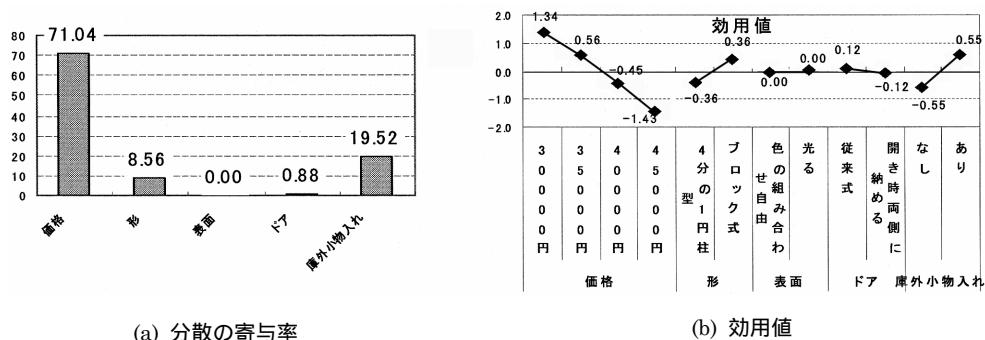 71.04
80
70
60
50
40
30
20
10
0
8.56
0.00
0.88
19.52
価格
形
表面
ドア
庫外小物入れ
(a) 分散の寄与率
効用値
2.0
1.0
0.0
-1.0
-2.0
1.34
0.56
-0.45
-1.43
-0.36
0.36
0.00
0.00
0.12
-0.12
-0.55
0.55
30000円
35000円
40000円
45000円
4分の1円柱
型
ブロック式
色の組み合わ
せ自由
光る
従来式
開き時両側に
納める
なし
あり
価格
形
表面
ドア
庫外小物入れ
(b) 効用値